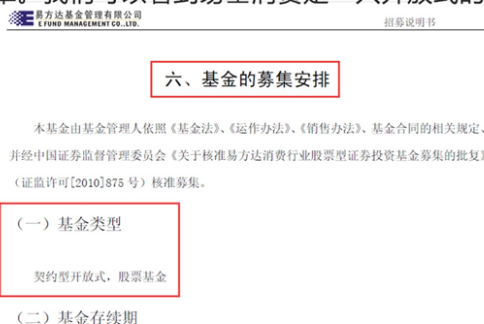 易方达基金管理有限公司
E FUND MANAGEMENT CO.,LTD.
招募说明书
六、基金的募集安排
本基金由基金管理人依照《基金法》、《运作办法》、《销售办法》、基金合同的相关规定、
并经中国证券监督管理委员会《关于核准易方达消费行业股票型证券投资基金募集的批复》
（证监许可[2010]875 号）核准募集。
（一）基金类型
契约型开放式，股票基金
（二）基金存续期